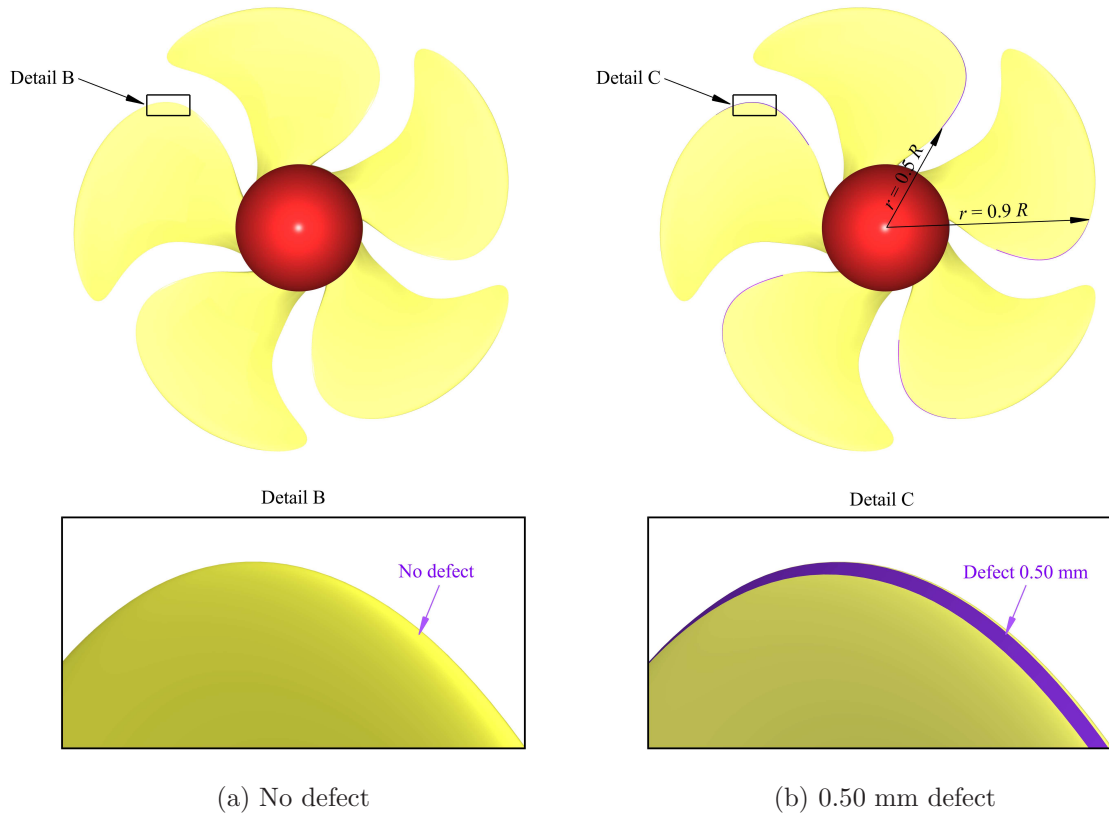 Detail B
Detail C
r = 0.5 R
r = 0.9 R
Detail B
Detail C
No defect
Defect 0.50 mm
(a) No defect
(b) 0.50 mm defect